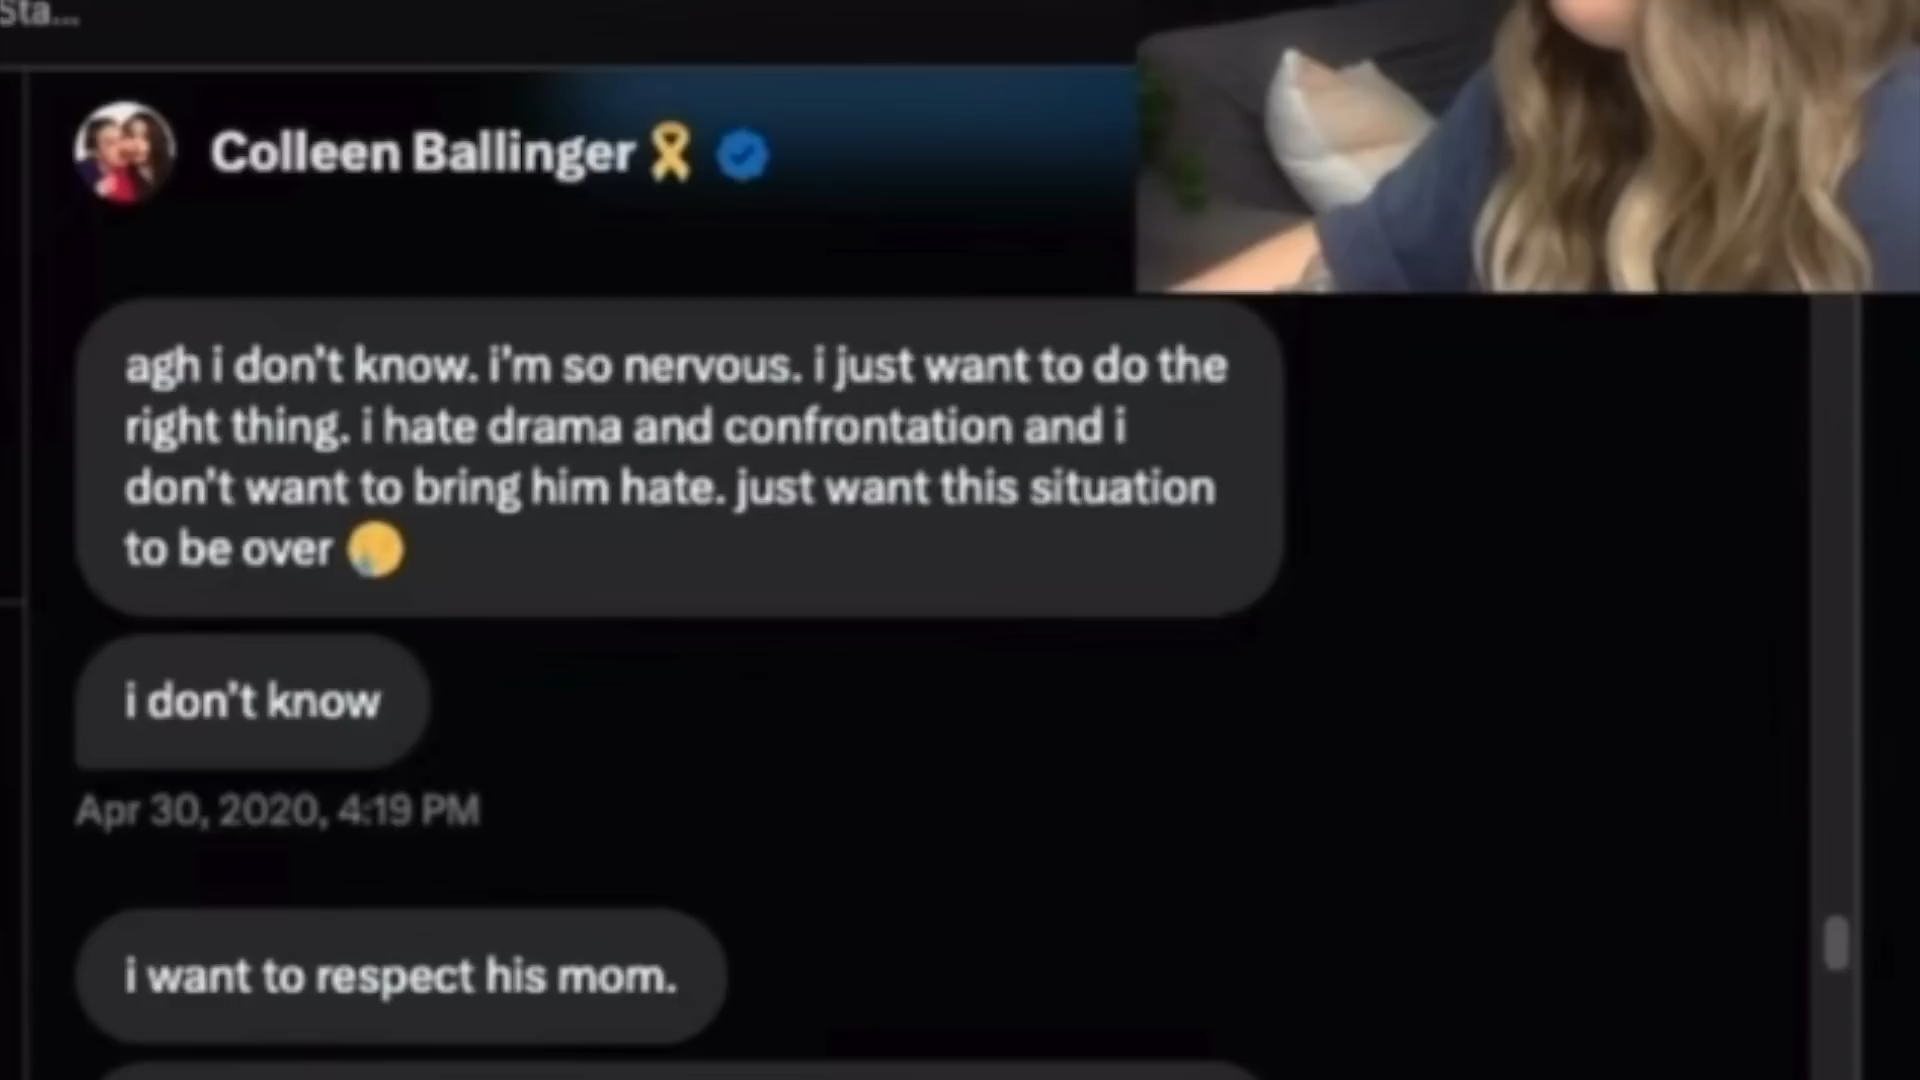 Sta...
Colleen Ballinger
agh i don't know. i'm so nervous. i just want to do the
right thing. i hate drama and confrontation and i
don't want to bring him hate. just want this situation
to be over
i don't know
Apr 30, 2020, 4:19 PM
i want to respect his mom.